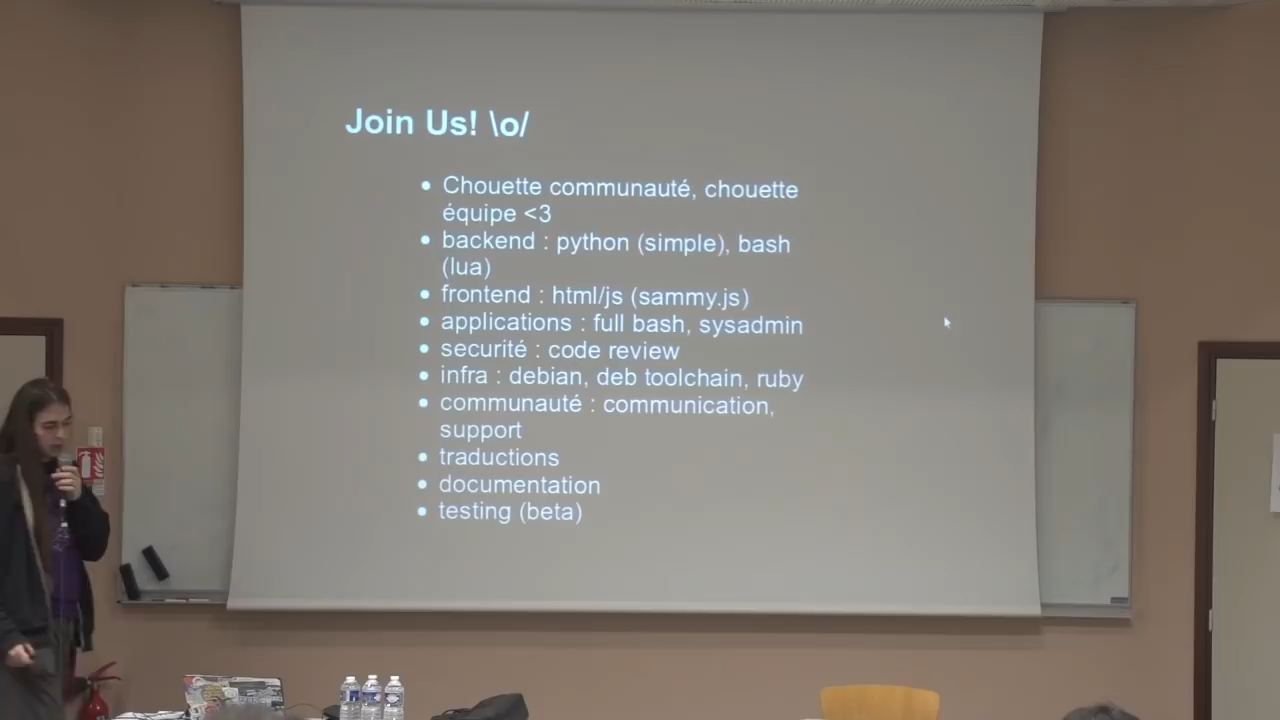 Join Us! \o/
Chouette communauté, chouette
équipe <3
backend : python (simple), bash
(lua)
frontend : html/js (sammy.js)
applications : full bash, sysadmin
securité : code review
infra : debian, deb toolchain, ruby
communauté : communication,
support
traductions
documentation
testing (beta)